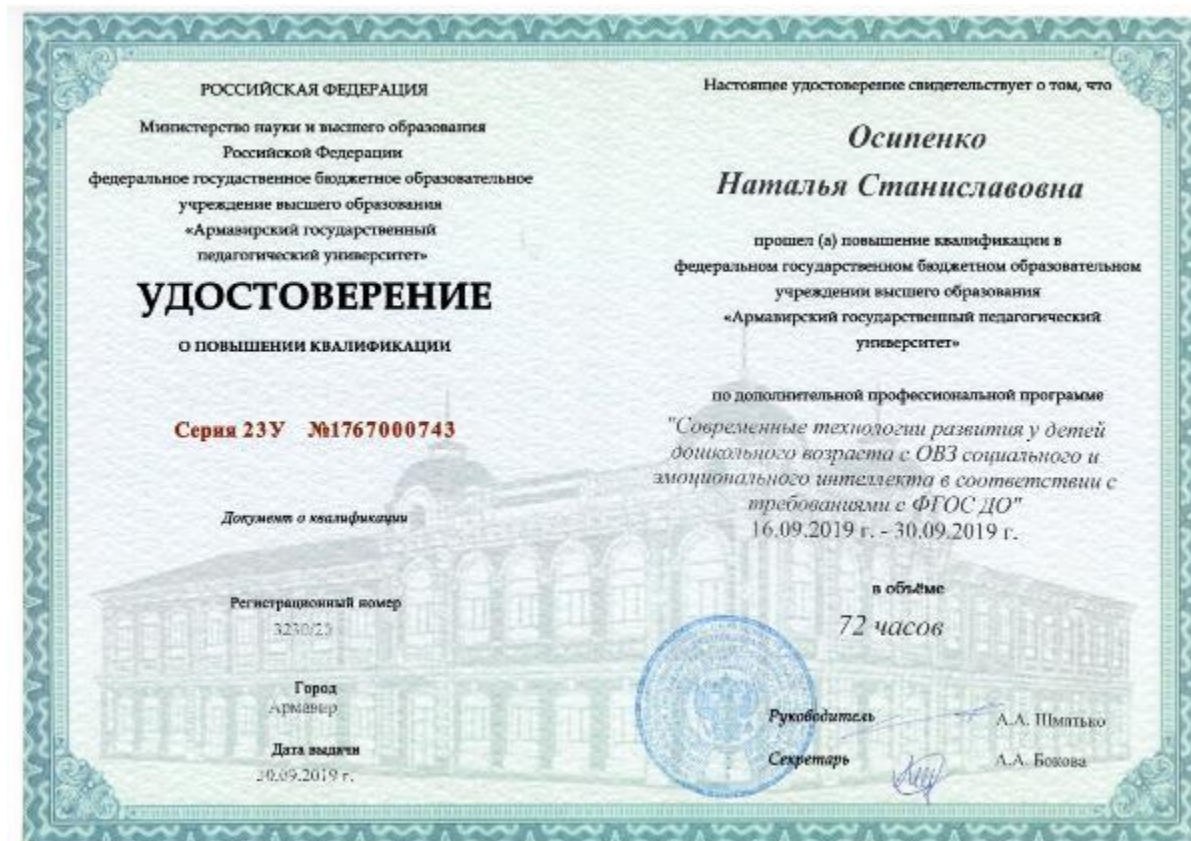 РОССИЙСКАЯ ФЕДЕРАЦИЯ
Министерство науки и высшего образования
Российской Федерации
федеральное госудаственное бюджетное образовательное
учреждение высшего образования
«Армавирский государственный
педагогический университет»
УДОСТОВЕРЕНИЕ
О ПОВЫШЕНИИ КВАЛИФИКАЦИИ
Серия 23У №1767000743
Документ о квалификации
Регистрационный номер
Город
Армавир
Дата выдачи
30.09.2019 г.
Настоящее удостоверение свидетельствует о том, что
Осипенко
Наталья Станиславовна
прошел (а) повышение квалификации в
федеральном государственном бюджетном образовательном
учреждении высшего образования
«Армавирский государственный педагогический
университет»
по дополнительной профессиональной программе
"Современные технологии развития у детей
дошкольного возраста с ОВЗ социального и
эмоционального интеллекта в соответствии с
требованиями с ФГОС ДО"
16.09.2019 г. - 30.09.2019 г.
в объёме
72 часов
Руководитель А.А. Шматько
Секретарь А.А. Бокова